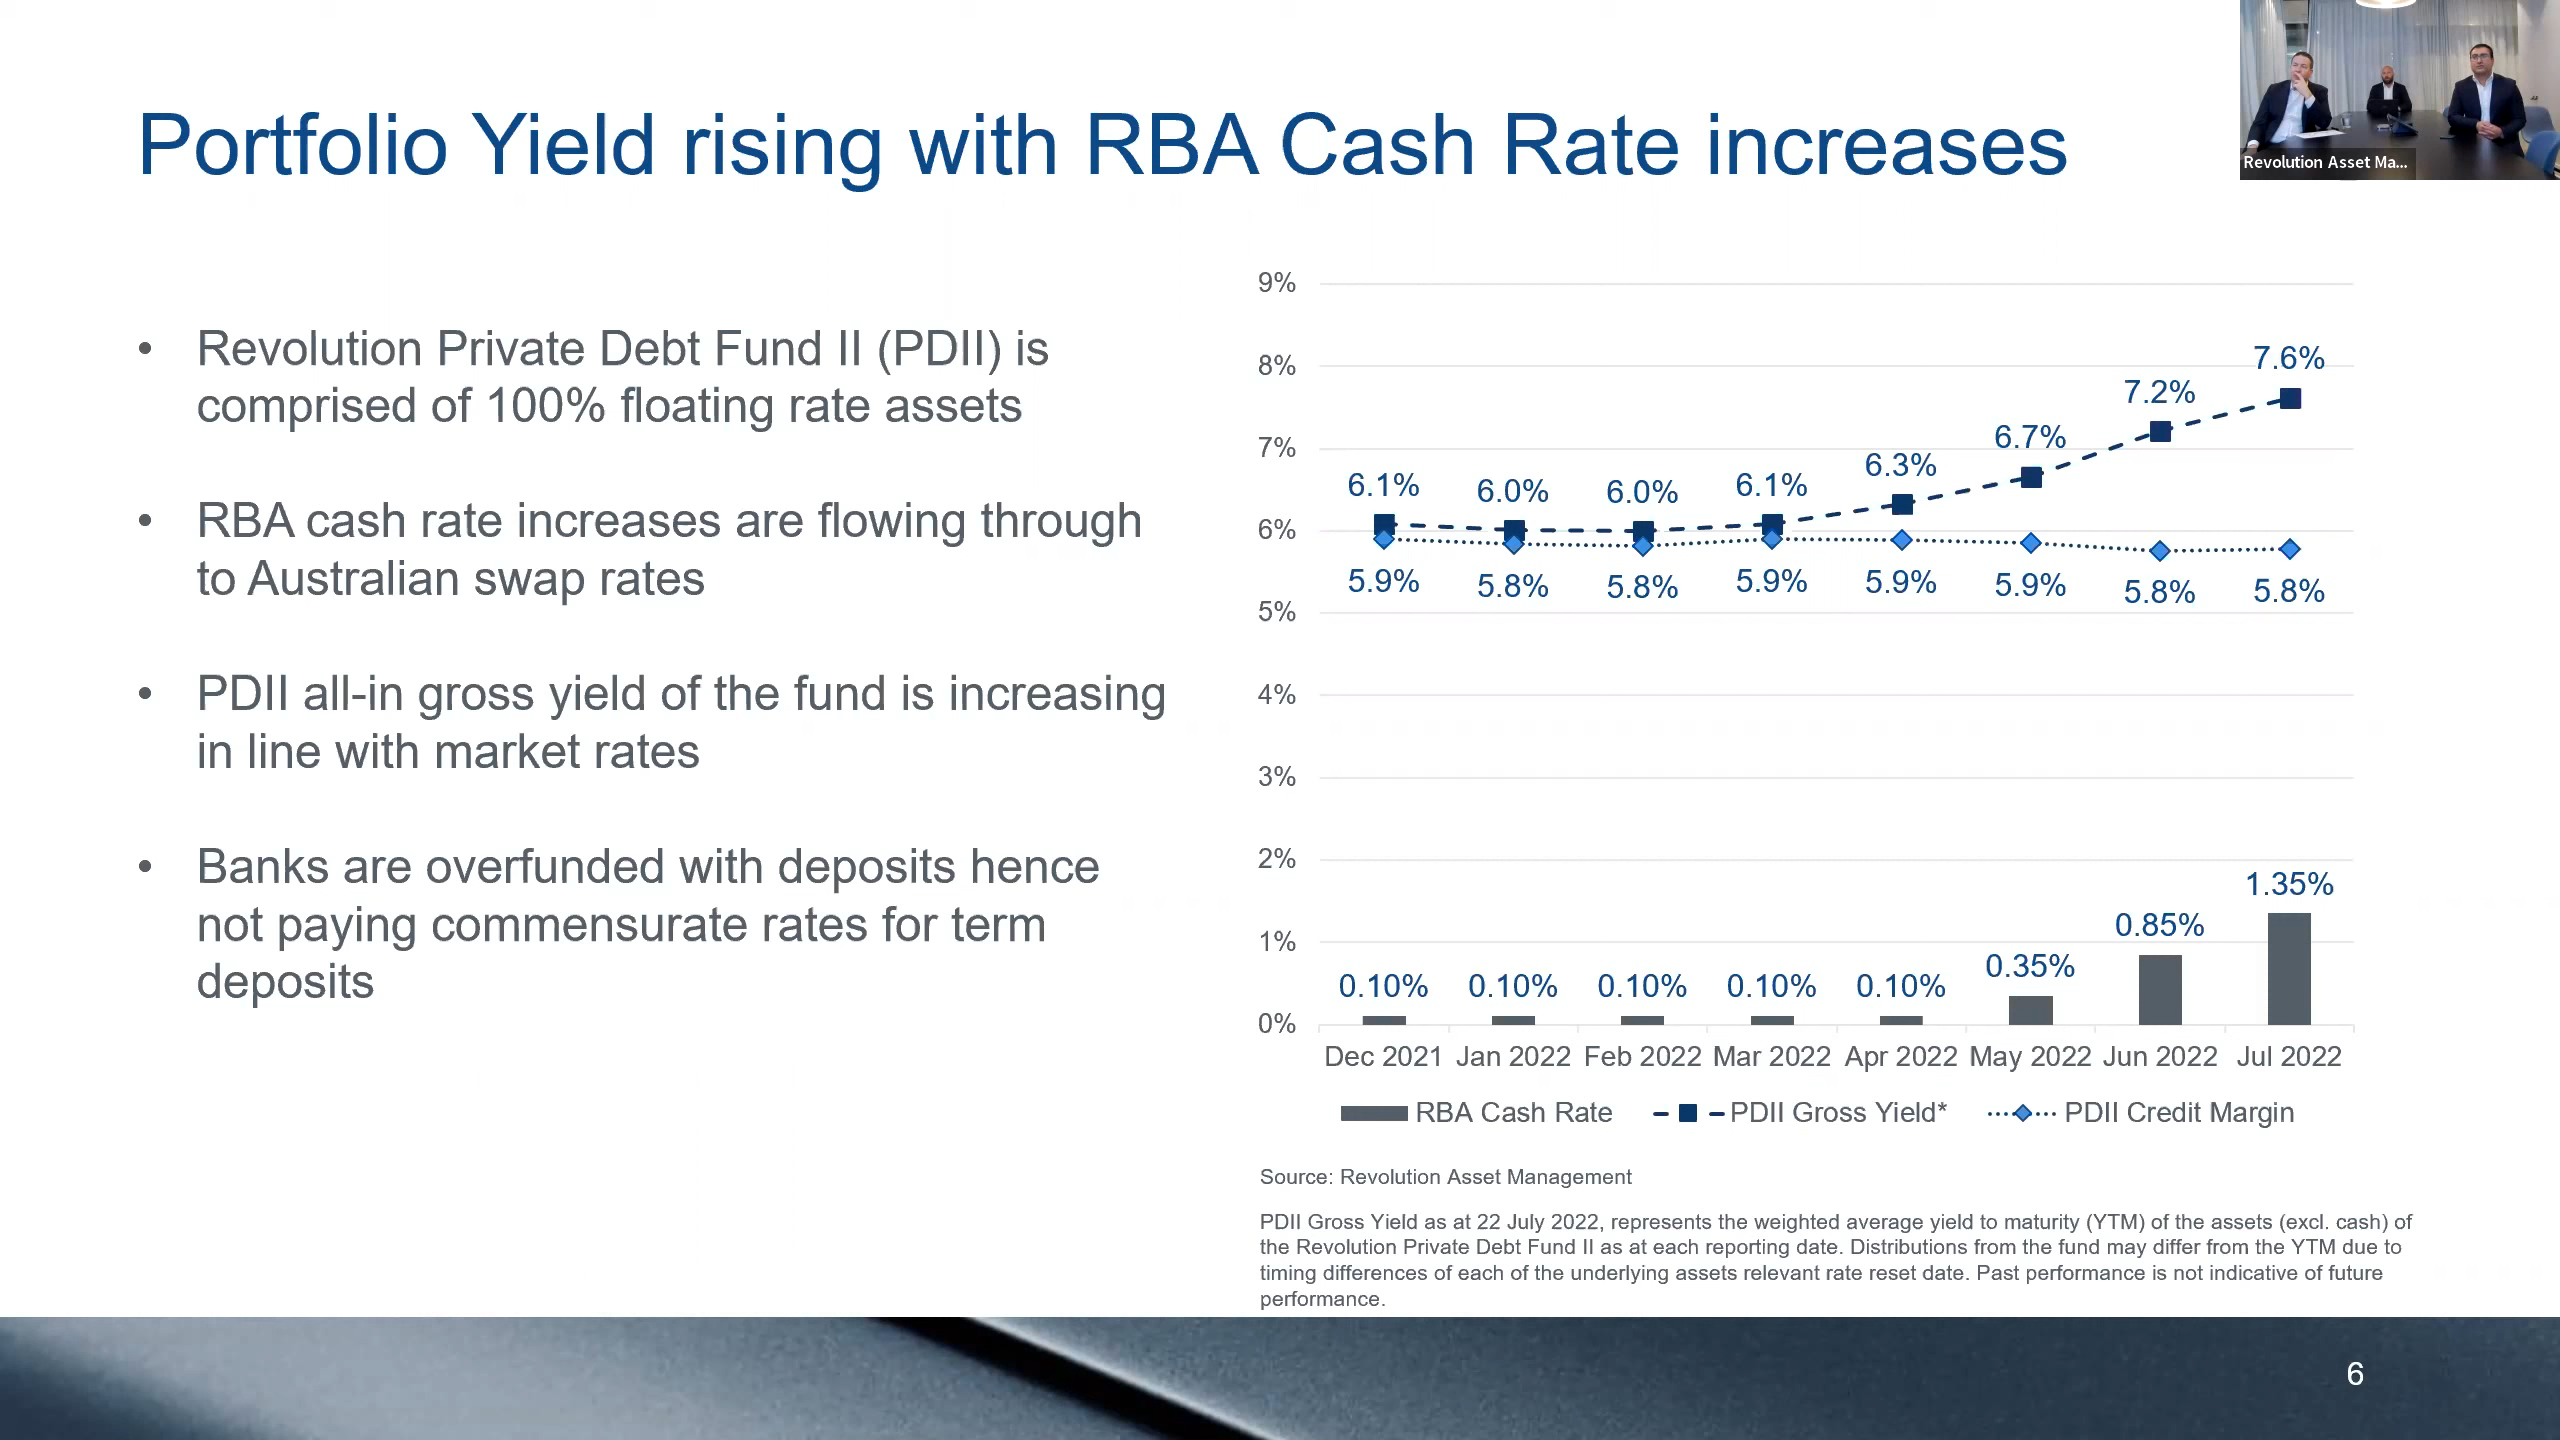 Portfolio Yield rising with RBA Cash Rate increases
Revolution Asset Ma...
• Revolution Private Debt Fund II (PDII) is
comprised of 100% floating rate assets
• RBA cash rate increases are flowing through
to Australian swap rates
• PDII all-in gross yield of the fund is increasing
in line with market rates
• Banks are overfunded with deposits hence
not paying commensurate rates for term
deposits
9%
8%
7%
6%
5%
4%
3%
2%
1%
0%
6.1% 6.0% 6.0% 6.1% 6.3% 6.7% 7.2% 7.6%
5.9% 5.8% 5.8% 5.9% 5.9% 5.9% 5.8% 5.8%
0.10% 0.10% 0.10% 0.10% 0.10% 0.35% 0.85% 1.35%
Dec 2021 Jan 2022 Feb 2022 Mar 2022 Apr 2022 May 2022 Jun 2022 Jul 2022
RBA Cash Rate PDII Gross Yield* PDII Credit Margin
Source: Revolution Asset Management
PDII Gross Yield as at 22 July 2022, represents the weighted average yield to maturity (YTM) of the assets (excl. cash) of
the Revolution Private Debt Fund II as at each reporting date. Distributions from the fund may differ from the YTM due to
timing differences of each of the underlying assets relevant rate reset date. Past performance is not indicative of future
performance.
6